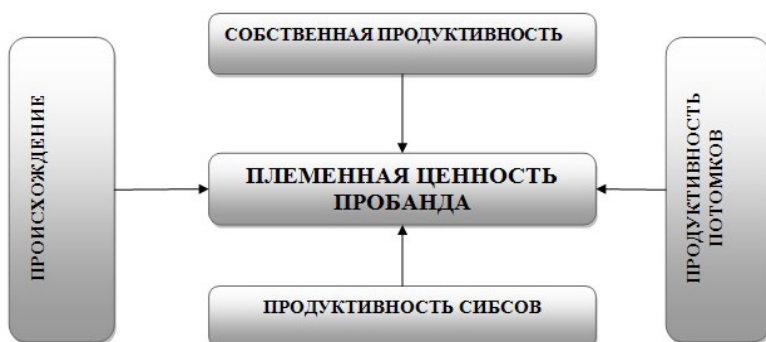 СОБСТВЕННАЯ ПРОДУКТИВНОСТЬ
ПРОИСХОЖДЕНИЕ
ПЛЕМЕННАЯ ЦЕННОСТЬ
ПРОБАНДА
ПРОДУКТИВНОСТЬ
ПОТОМКОВ
ПРОДУКТИВНОСТЬ СИБСОВ